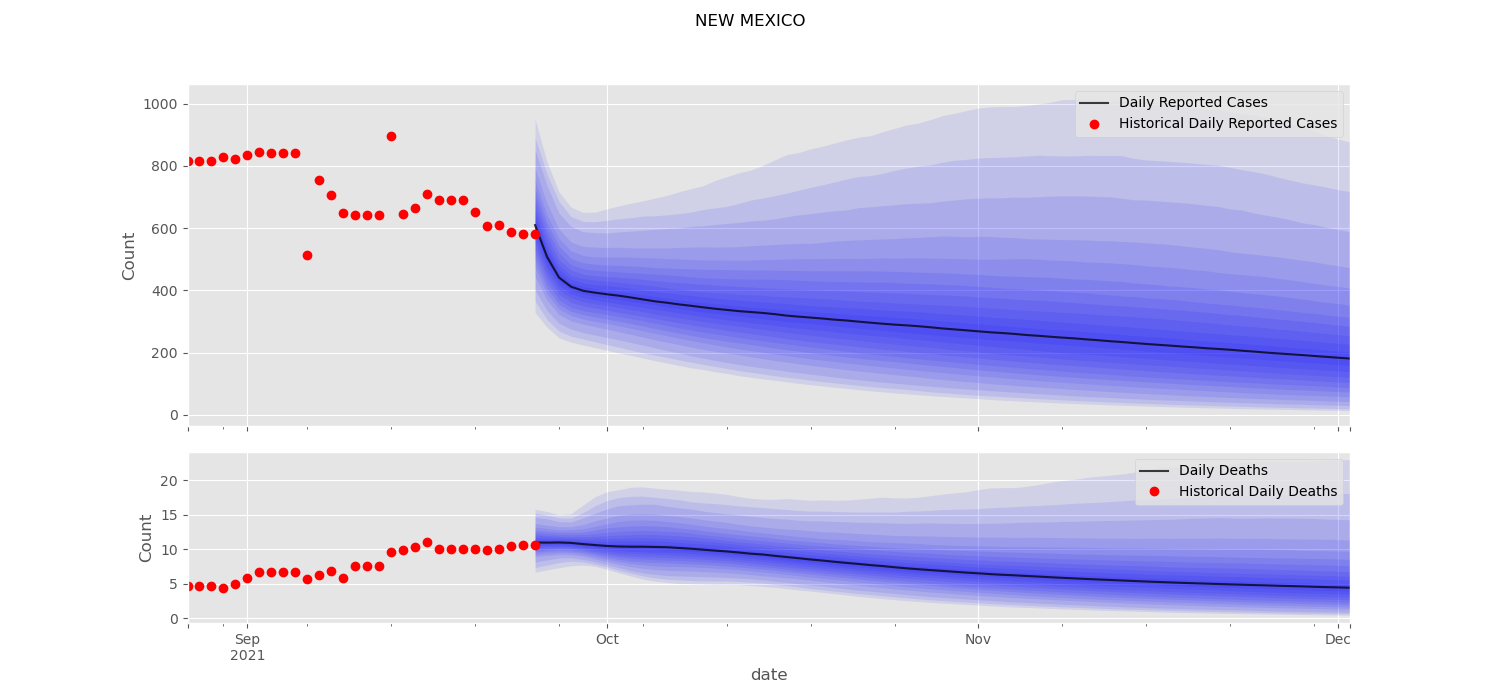 NEW MEXICO
1000
800
600
400
200
0
Count
Daily Reported Cases
Historical Daily Reported Cases
20
15
10
5
0
Count
Daily Deaths
Historical Daily Deaths
Sep
2021
Oct
Nov
Dec
date